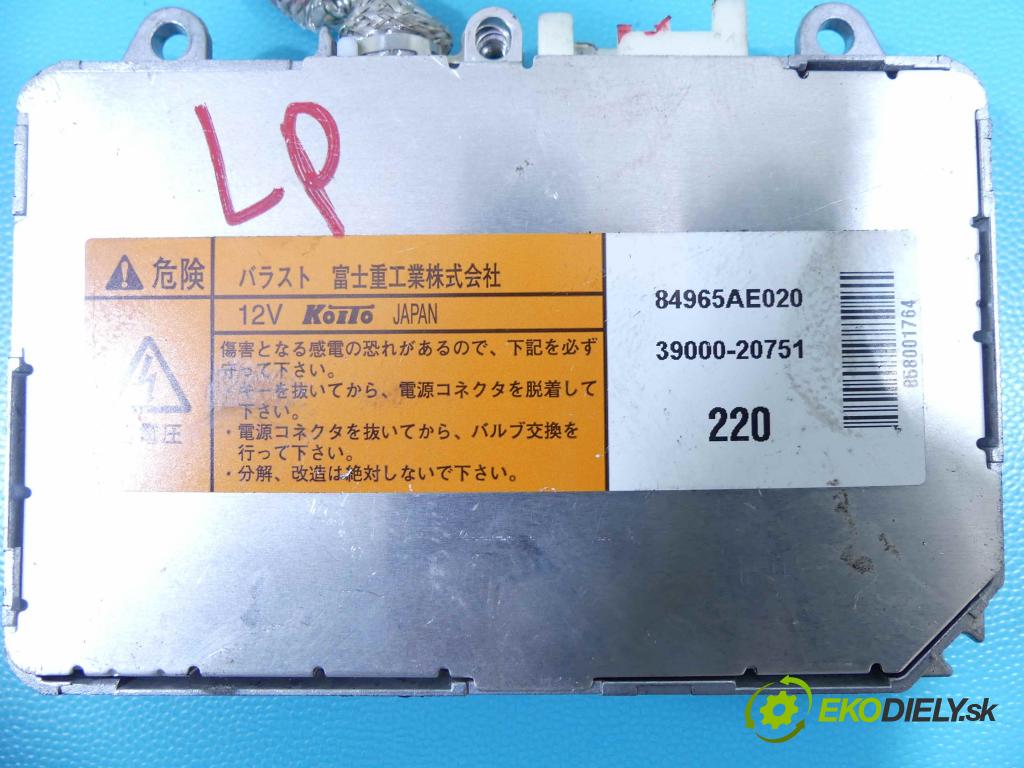 LP
危険
バラスト 富士重工業株式会社
12V KOITO JAPAN
傷害となる感電の恐れがあるので、下記を必ず
守って下さい。
キーを抜いてから、電源コネクタを脱着して
下さい。
・電源コネクタを抜いてから、バルブ交換を
行って下さい。
・分解、改造は絶対しないで下さい。
圧
84965AE020
39000-20751
220
858001764
EKODIELY.sk